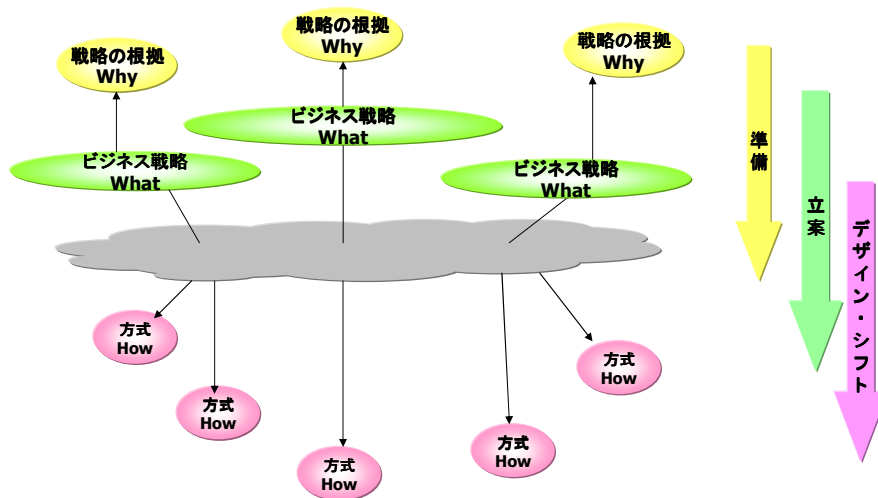 戦略の根拠
Why
戦略の根拠
Why
戦略の根拠
Why
ビジネス戦略
What
ビジネス戦略
What
ビジネス戦略
What
方式
How
方式
How
方式
How
方式
How
方式
How
準備
立案
デザイン・シフト